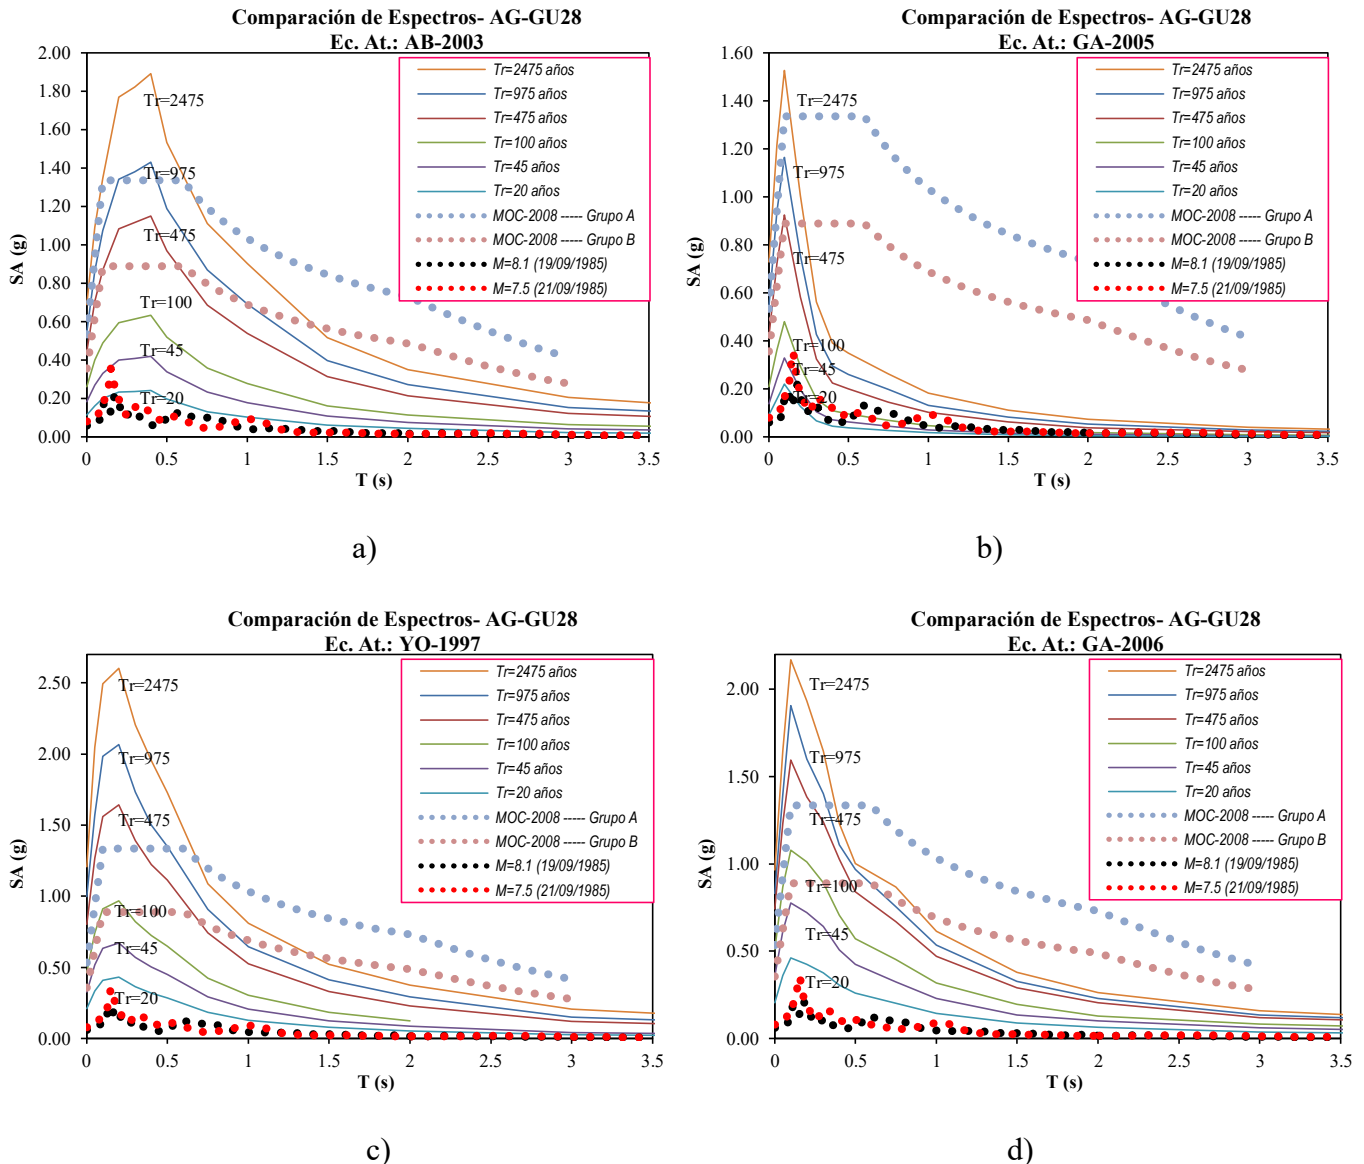 Comparación de Espectros- AG-GU28
Ec. At.: AB-2003
2.00
1.80
1.60
1.40
1.20
1.00
0.80
0.60
0.40
0.20
0.00
SA (g)
0
0.5
1
1.5
2
2.5
3
3.5
T (s)
Tr=2475
Tr=975
Tr=475
Tr=100
Tr=45
Tr=20
Tr=2475 años
Tr=975 años
Tr=475 años
Tr=100 años
Tr=45 años
Tr=20 años
MOC-2008 ----- Grupo A
MOC-2008 ----- Grupo B
M=8.1 (19/09/1985)
M=7.5 (21/09/1985)
a)
Comparación de Espectros- AG-GU28
Ec. At.: GA-2005
1.60
1.40
1.20
1.00
0.80
0.60
0.40
0.20
0.00
SA (g)
0
0.5
1
1.5
2
2.5
3
3.5
T (s)
Tr=2475
Tr=975
Tr=475
Tr=100
Tr=45
Tr=20
Tr=2475 años
Tr=975 años
Tr=475 años
Tr=100 años
Tr=45 años
Tr=20 años
MOC-2008 ----- Grupo A
MOC-2008 ----- Grupo B
M=8.1 (19/09/1985)
M=7.5 (21/09/1985)
b)
Comparación de Espectros- AG-GU28
Ec. At.: YO-1997
2.50
2.00
1.50
1.00
0.50
0.00
SA (g)
0
0.5
1
1.5
2
2.5
3
3.5
T (s)
Tr=2475
Tr=975
Tr=475
Tr=100
Tr=45
Tr=20
Tr=2475 años
Tr=975 años
Tr=475 años
Tr=100 años
Tr=45 años
Tr=20 años
MOC-2008 ----- Grupo A
MOC-2008 ----- Grupo B
M=8.1 (19/09/1985)
M=7.5 (21/09/1985)
c)
Comparación de Espectros- AG-GU28
Ec. At.: GA-2006
2.00
1.50
1.00
0.50
0.00
SA (g)
0
0.5
1
1.5
2
2.5
3
3.5
T (s)
Tr=2475
Tr=975
Tr=475
Tr=100
Tr=45
Tr=20
Tr=2475 años
Tr=975 años
Tr=475 años
Tr=100 años
Tr=45 años
Tr=20 años
MOC-2008 ----- Grupo A
MOC-2008 ----- Grupo B
M=8.1 (19/09/1985)
M=7.5 (21/09/1985)
d)